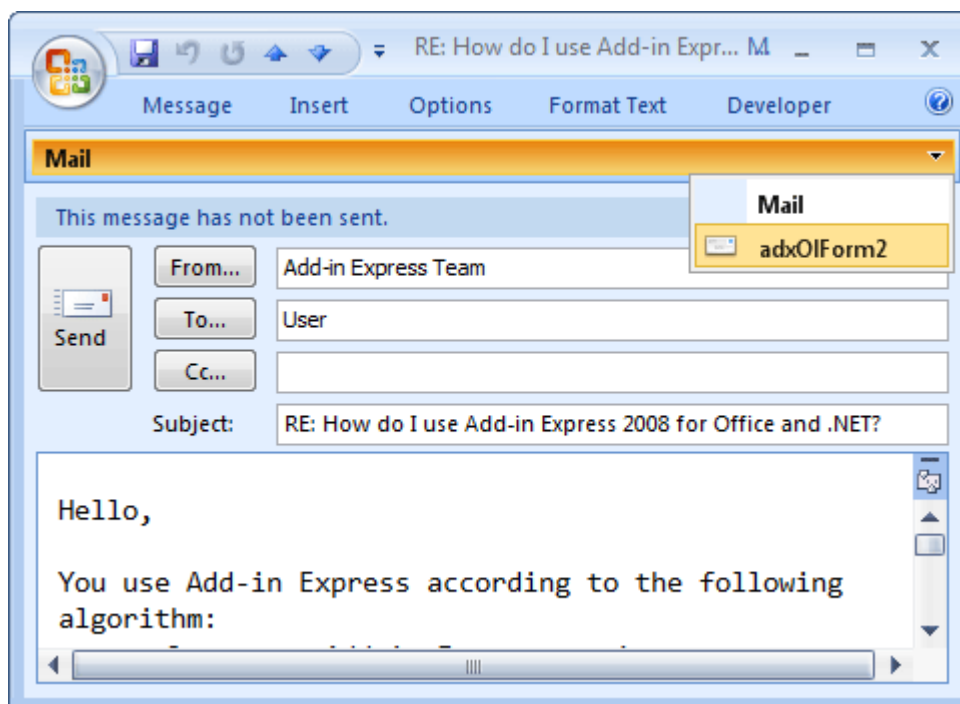 RE: How do I use Add-in Expr... M
Message Insert Options Format Text Developer
Mail
Mail
adxOlForm2
This message has not been sent.
Send
From... Add-in Express Team
To... User
Cc...
Subject: RE: How do I use Add-in Express 2008 for Office and .NET?
Hello,
You use Add-in Express according to the following
algorithm: